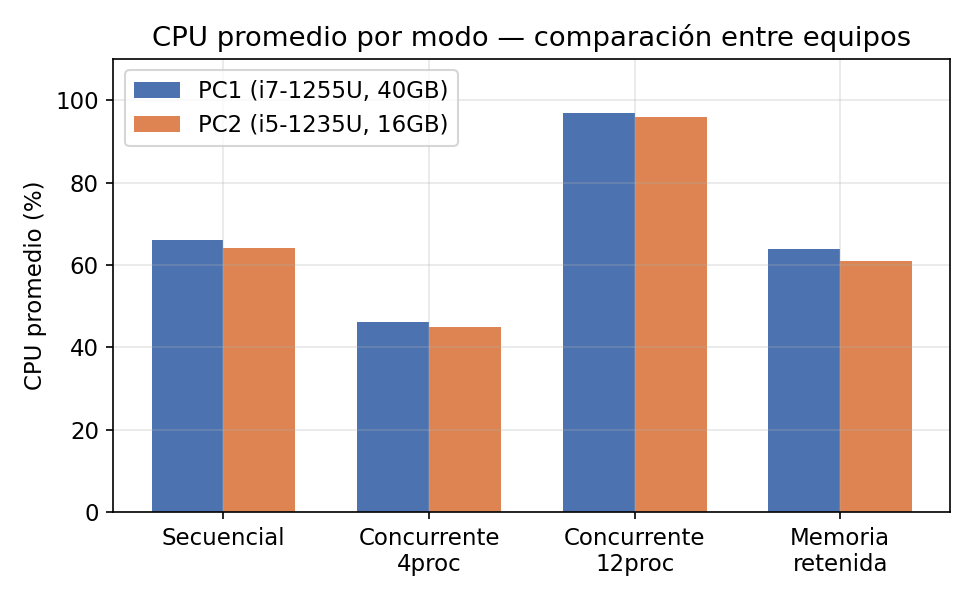 CPU promedio por modo — comparación entre equipos
PC1 (i7-1255U, 40GB)
PC2 (i5-1235U, 16GB)
CPU promedio (%)
100
80
60
40
20
0
Secuencial
Concurrente
4proc
Concurrente
12proc
Memoria
retenida